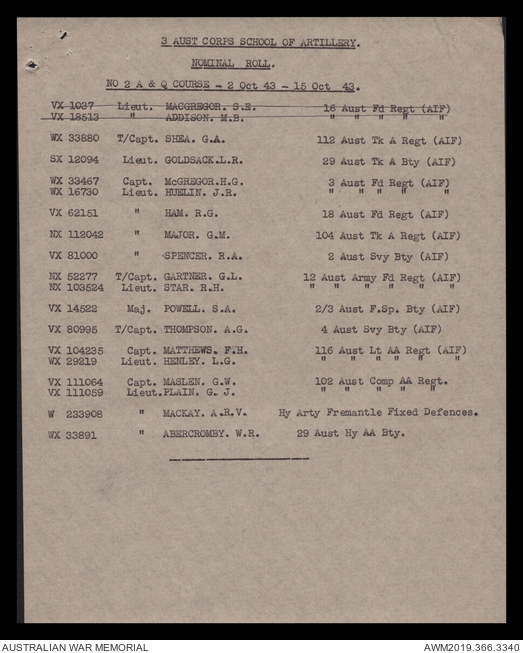 3 AUST CORPS SCHOOL OF ARTILLERY.
NOMINAL ROLL.
NO 2 A & Q COURSE - 2 Oct 43 - 15 Oct 43.
VX 1037 Lieut. MACGREGOR. S.E. 16 Aust Fd Regt (AIF)
VX 18513 " ADDISON. M.B. " " " " "
WX 33880 T/Capt. SHEA. G.A. 112 Aust Tk A Regt (AIF)
SX 12094 Lieut. GOLDSACK.L.R. 29 Aust Tk A Bty (AIF)
WX 33467 Capt. McGREGOR.H.G. 3 Aust Fd Regt (AIF)
WX 16730 Lieut. HUELIN. J.R. " " " " "
VX 62151 " HAM. R.G. 18 Aust Fd Regt (AIF)
NX 112042 " MAJOR. G.M. 104 Aust Tk A Regt (AIF)
VX 81000 " SPENCER. R.A. 2 Aust Svy Bty (AIF)
NX 52277 T/Capt. GARTNER. G.L. 12 Aust Army Fd Regt (AIF)
NX 103524 Lieut. STAR. R.H. " " " " " "
VX 14522 Maj. POWELL. S.A. 2/3 Aust F.Sp. Bty (AIF)
VX 80995 T/Capt. THOMPSON. A.G. 4 Aust Svy Bty (AIF)
VX 104235 Capt. MATTHEWS. F.H. 116 Aust Lt AA Regt (AIF)
WX 29219 Lieut. HENLEY. L.G. " " " " " "
VX 111064 Capt. MASLEN. G.W. 102 Aust Comp AA Regt.
VX 111059 Lieut.PLAIN. G. J. " " " " "
W 233908 " MACKAY. A.R.V. Hy Arty Fremantle Fixed Defences.
WX 33891 " ABERCROMBY. W.R. 29 Aust Hy AA Bty.
AUSTRALIAN WAR MEMORIAL AWM2019.366.3340